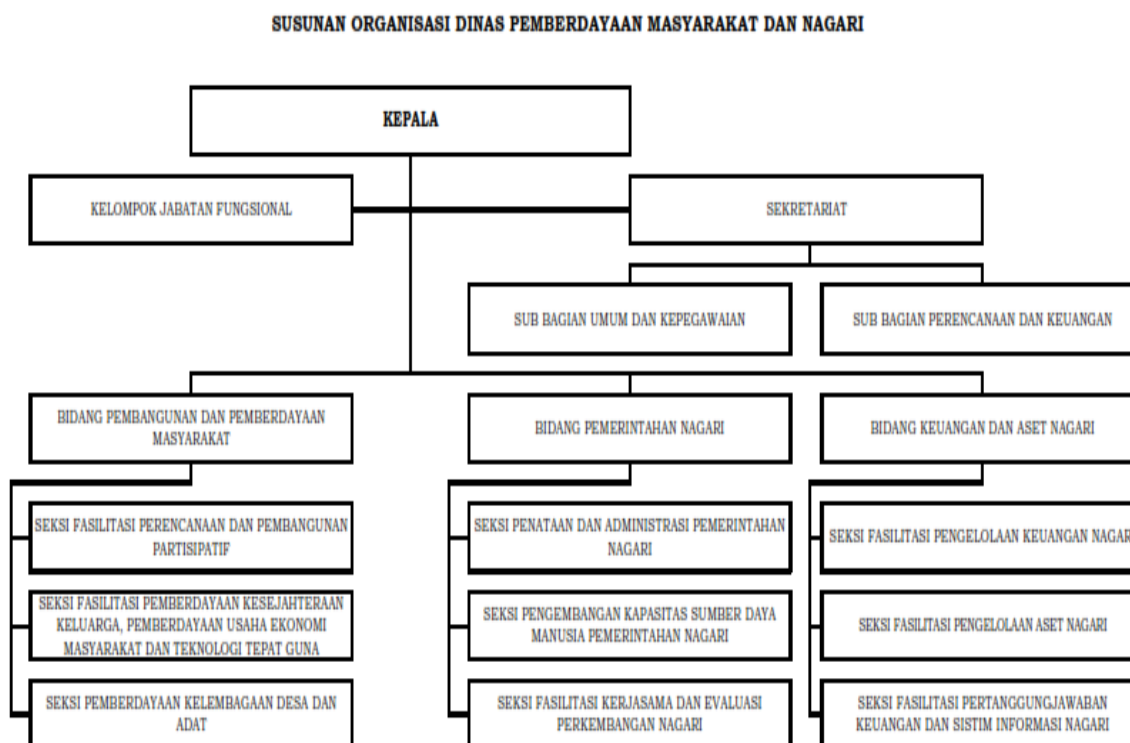 SUSUNAN ORGANISASI DINAS PEMBERDAYAAN MASYARAKAT DAN NAGARI
KEPALA
KELOMPOK JABATAN FUNGSIONAL
SEKRETARIAT
SUB BAGIAN UMUM DAN KEPEGAWAIAN
SUB BAGIAN PERENCANAAN DAN KEUANGAN
BIDANG PEMBANGUNAN DAN PEMBERDAYAAN
MASYARAKAT
BIDANG PEMERINTAHAN NAGARI
BIDANG KEUANGAN DAN ASET NAGARI
SEKSI FASILITASI PERENCANAAN DAN PEMBANGUNAN
PARTISIPATIF
SEKSI PENATAAN DAN ADMINISTRASI PEMERINTAHAN
NAGARI
SEKSI FASILITASI PENGELOLAAN KEUANGAN NAGARI
SEKSI FASILITASI PEMBERDAYAAN KESEJAHTERAAN
KELUARGA, PEMBERDAYAAN USAHA EKONOMI
MASYARAKAT DAN TEKNOLOGI TEPAT GUNA
SEKSI PENGEMBANGAN KAPASITAS SUMBER DAYA
MANUSIA PEMERINTAHAN NAGARI
SEKSI FASILITASI PENGELOLAAN ASET NAGARI
SEKSI PEMBERDAYAAN KELEMBAGAAN DESA DAN
ADAT
SEKSI FASILITASI KERJASAMA DAN EVALUASI
PERKEMBANGAN NAGARI
SEKSI FASILITASI PERTANGGUNGJAWABAN
KEUANGAN DAN SISTIM INFORMASI NAGARI